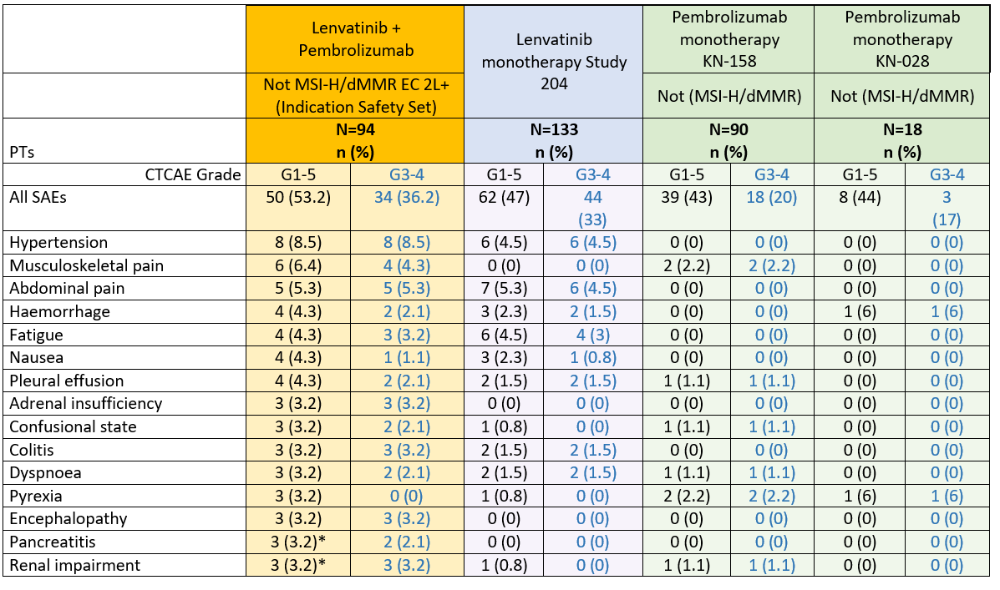 Lenvatinib +
Pembrolizumab
Lenvatinib
monotherapy Study
204
Pembrolizumab
monotherapy
KN-158
Pembrolizumab
monotherapy
KN-028
Not MSI-H/dMMR EC 2L+
(Indication Safety Set)
Not (MSI-H/dMMR)
Not (MSI-H/dMMR)
PTs
N=94
n (%)
N=133
n (%)
N=90
n (%)
N=18
n (%)
CTCAE Grade G1-5 G3-4 G1-5 G3-4 G1-5 G3-4 G1-5 G3-4
All SAEs 50 (53.2) 34 (36.2) 62 (47) 44 (33) 39 (43) 18 (20) 8 (44) 3 (17)
Hypertension 8 (8.5) 8 (8.5) 6 (4.5) 6 (4.5) 0 (0) 0 (0) 0 (0) 0 (0)
Musculoskeletal pain 6 (6.4) 4 (4.3) 0 (0) 0 (0) 2 (2.2) 2 (2.2) 0 (0) 0 (0)
Abdominal pain 5 (5.3) 5 (5.3) 7 (5.3) 6 (4.5) 0 (0) 0 (0) 0 (0) 0 (0)
Haemorrhage 4 (4.3) 2 (2.1) 3 (2.3) 2 (1.5) 0 (0) 0 (0) 1 (6) 1 (6)
Fatigue 4 (4.3) 3 (3.2) 6 (4.5) 4 (3) 0 (0) 0 (0) 0 (0) 0 (0)
Nausea 4 (4.3) 1 (1.1) 3 (2.3) 1 (0.8) 0 (0) 0 (0) 0 (0) 0 (0)
Pleural effusion 4 (4.3) 2 (2.1) 2 (1.5) 2 (1.5) 1 (1.1) 1 (1.1) 0 (0) 0 (0)
Adrenal insufficiency 3 (3.2) 3 (3.2) 0 (0) 0 (0) 0 (0) 0 (0) 0 (0) 0 (0)
Confusional state 3 (3.2) 2 (2.1) 1 (0.8) 0 (0) 1 (1.1) 1 (1.1) 0 (0) 0 (0)
Colitis 3 (3.2) 3 (3.2) 2 (1.5) 2 (1.5) 0 (0) 0 (0) 0 (0) 0 (0)
Dyspnoea 3 (3.2) 2 (2.1) 2 (1.5) 2 (1.5) 1 (1.1) 1 (1.1) 0 (0) 0 (0)
Pyrexia 3 (3.2) 0 (0) 1 (0.8) 0 (0) 2 (2.2) 2 (2.2) 1 (6) 1 (6)
Encephalopathy 3 (3.2) 3 (3.2) 0 (0) 0 (0) 0 (0) 0 (0) 0 (0) 0 (0)
Pancreatitis 3 (3.2)* 2 (2.1) 0 (0) 0 (0) 0 (0) 0 (0) 0 (0) 0 (0)
Renal impairment 3 (3.2)* 3 (3.2) 1 (0.8) 0 (0) 1 (1.1) 1 (1.1) 0 (0) 0 (0)